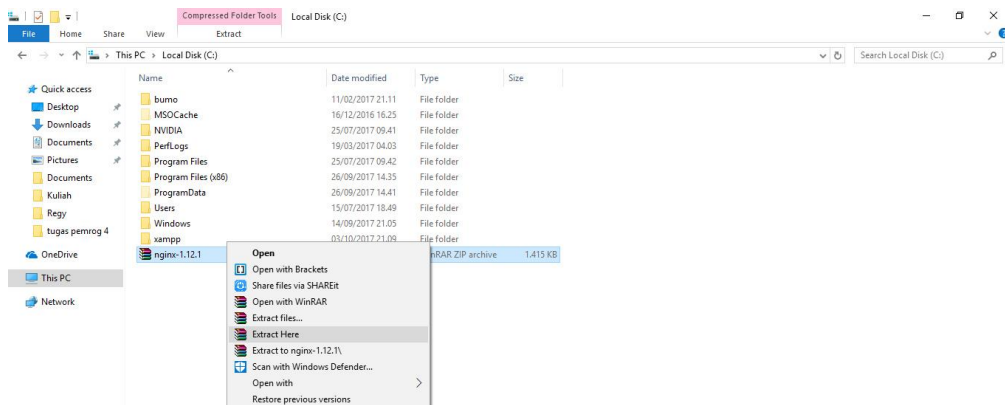 Compressed Folder Tools Local Disk (C:)
File Home Share View Extract
This PC > Local Disk (C:) Search Local Disk (C:)
Name Date modified Type Size
Quick access
Desktop
Downloads
Documents
Pictures
Documents
Kuliah
Regy
tugas pemrog 4
OneDrive
This PC
Network
bumo 11/02/2017 21.11 File folder
MSOCache 16/12/2016 16.25 File folder
NVIDIA 25/07/2017 09.41 File folder
PerfLogs 19/03/2017 04.03 File folder
Program Files 25/07/2017 09.42 File folder
Program Files (x86) 26/09/2017 14.35 File folder
ProgramData 26/09/2017 14.41 File folder
Users 15/07/2017 18.49 File folder
Windows 14/09/2017 21.05 File folder
xampp 03/10/2017 21.09 File folder
nginx-1.12.1 nRAR ZIP archive 1.415 KB
Open
Open with Brackets
Share files via SHAREit
Open with WinRAR
Extract files...
Extract Here
Extract to nginx-1.12.1\
Scan with Windows Defender...
Open with
Restore previous versions